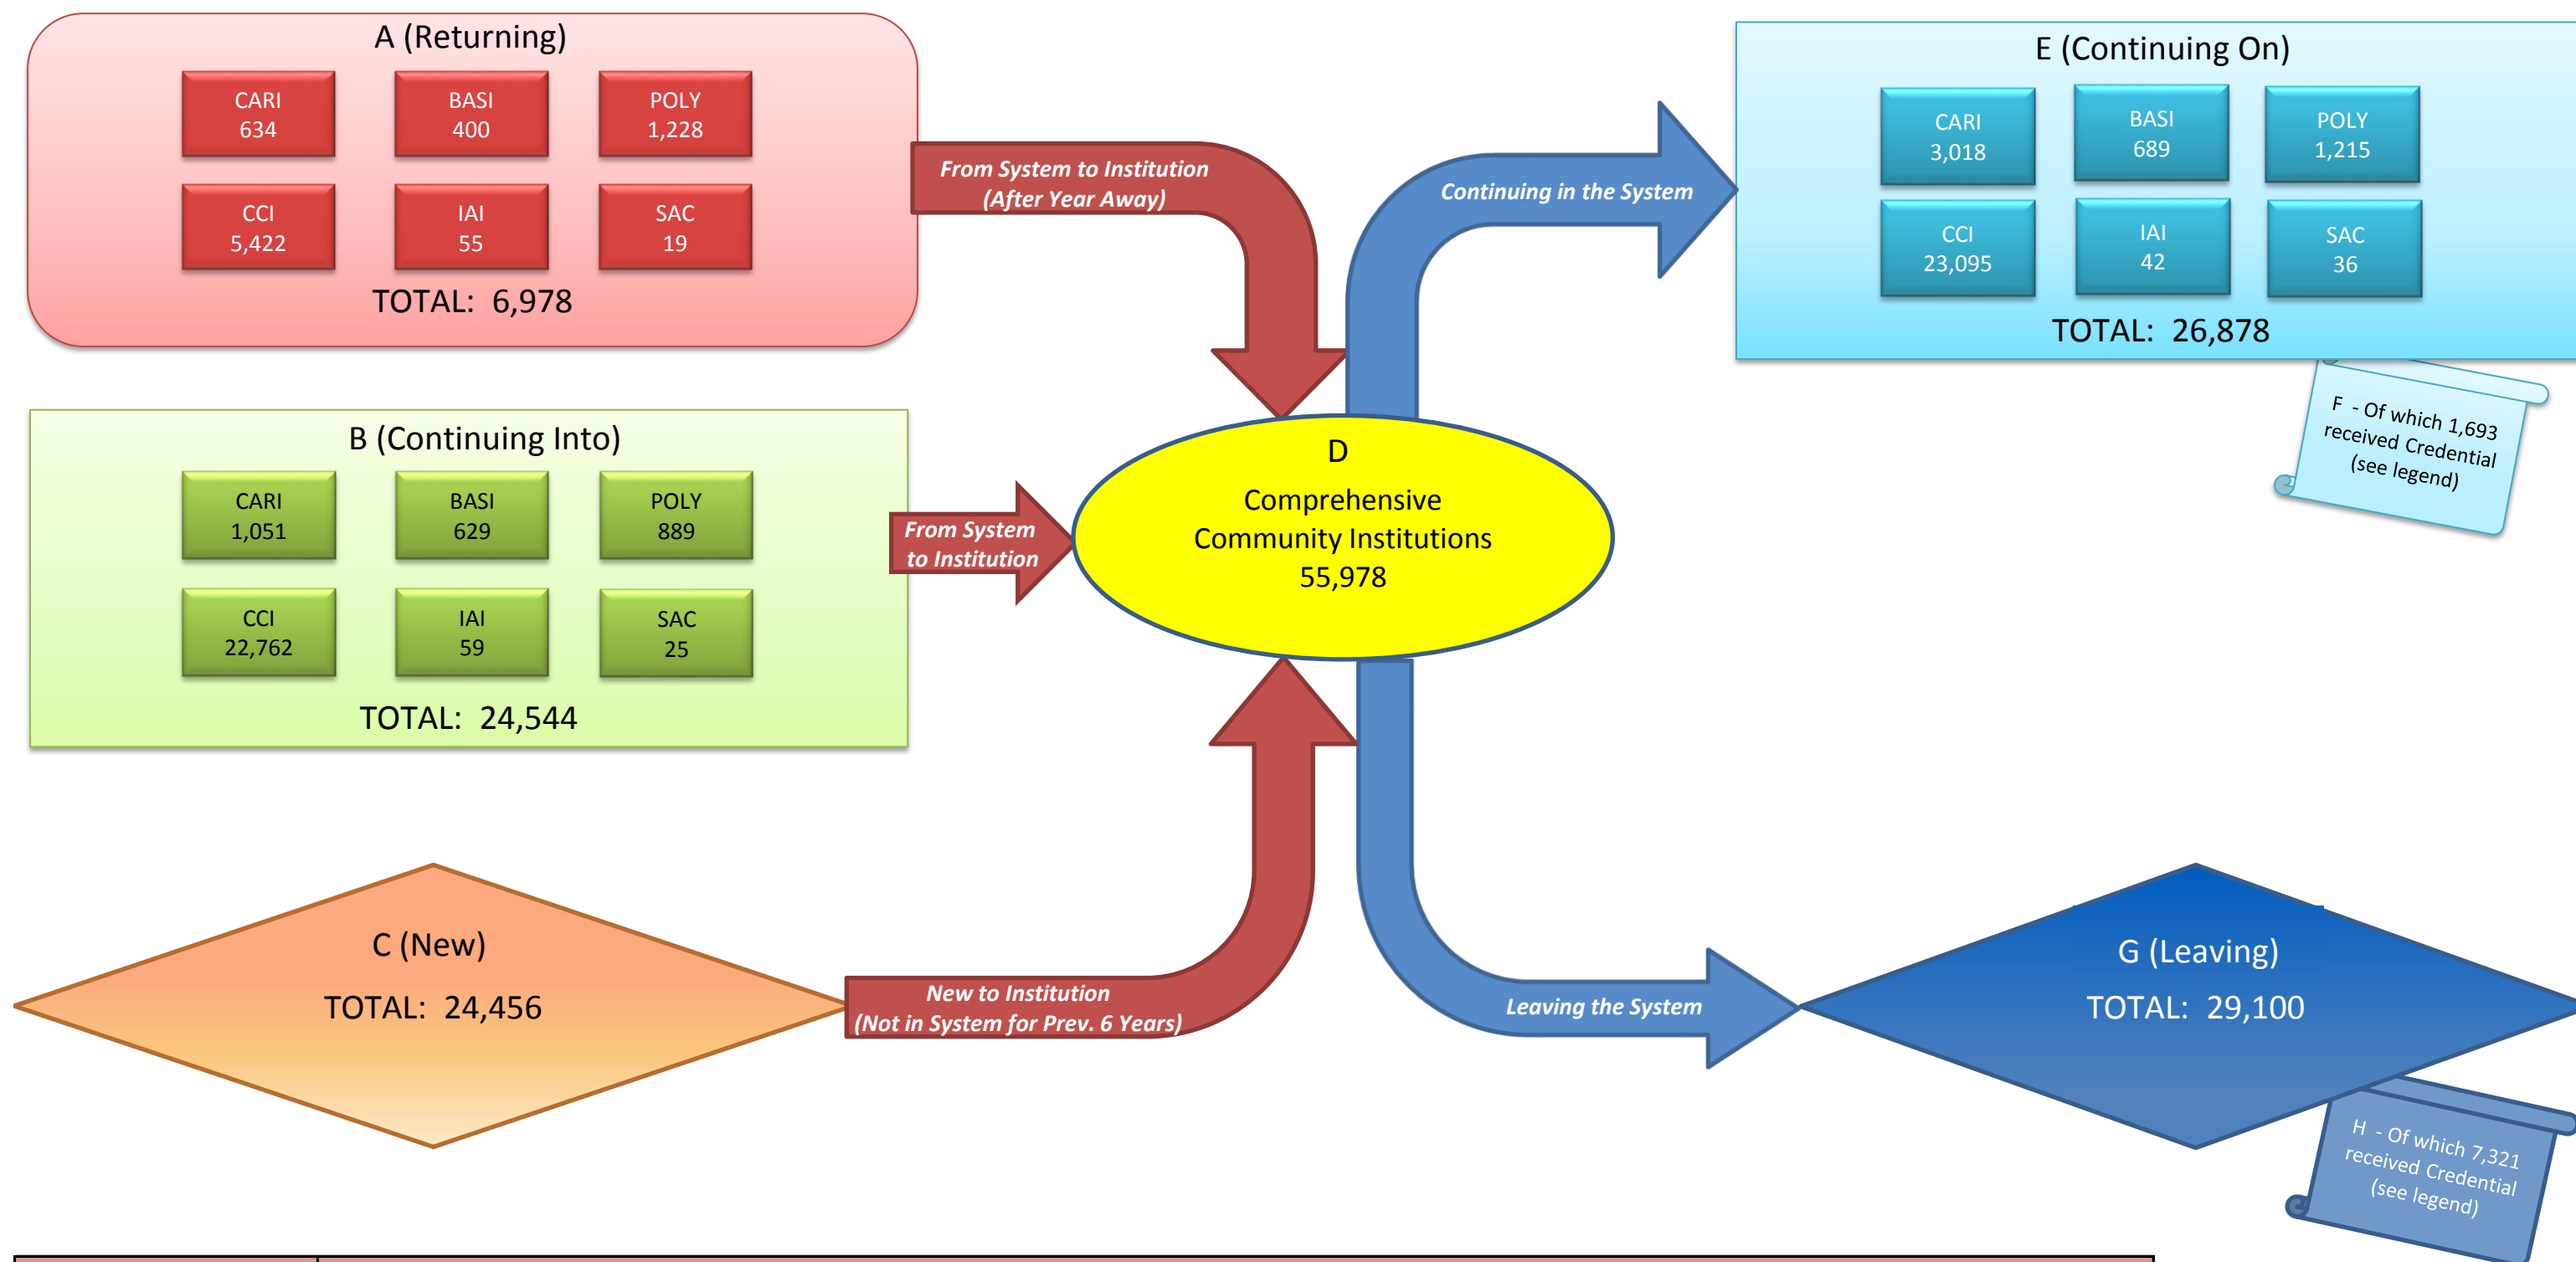 A (Returning)
CARI
634
BASI
400
POLY
1,228
CCI
5,422
IAI
55
SAC
19
TOTAL: 6,978
From System to Institution
(After Year Away)
Continuing in the System
E (Continuing On)
CARI
3,018
BASI
689
POLY
1,215
CCI
23,095
IAI
42
SAC
36
TOTAL: 26,878
F - Of which 1,693
received Credential
(see legend)
B (Continuing Into)
CARI
1,051
BASI
629
POLY
889
CCI
22,762
IAI
59
SAC
25
TOTAL: 24,544
From System
to Institution
D
Comprehensive
Community Institutions
55,978
C (New)
TOTAL: 24,456
New to Institution
(Not in System for Prev. 6 Years)
Leaving the System
G (Leaving)
TOTAL: 29,100
H - Of which 7,321
received Credential
(see legend)